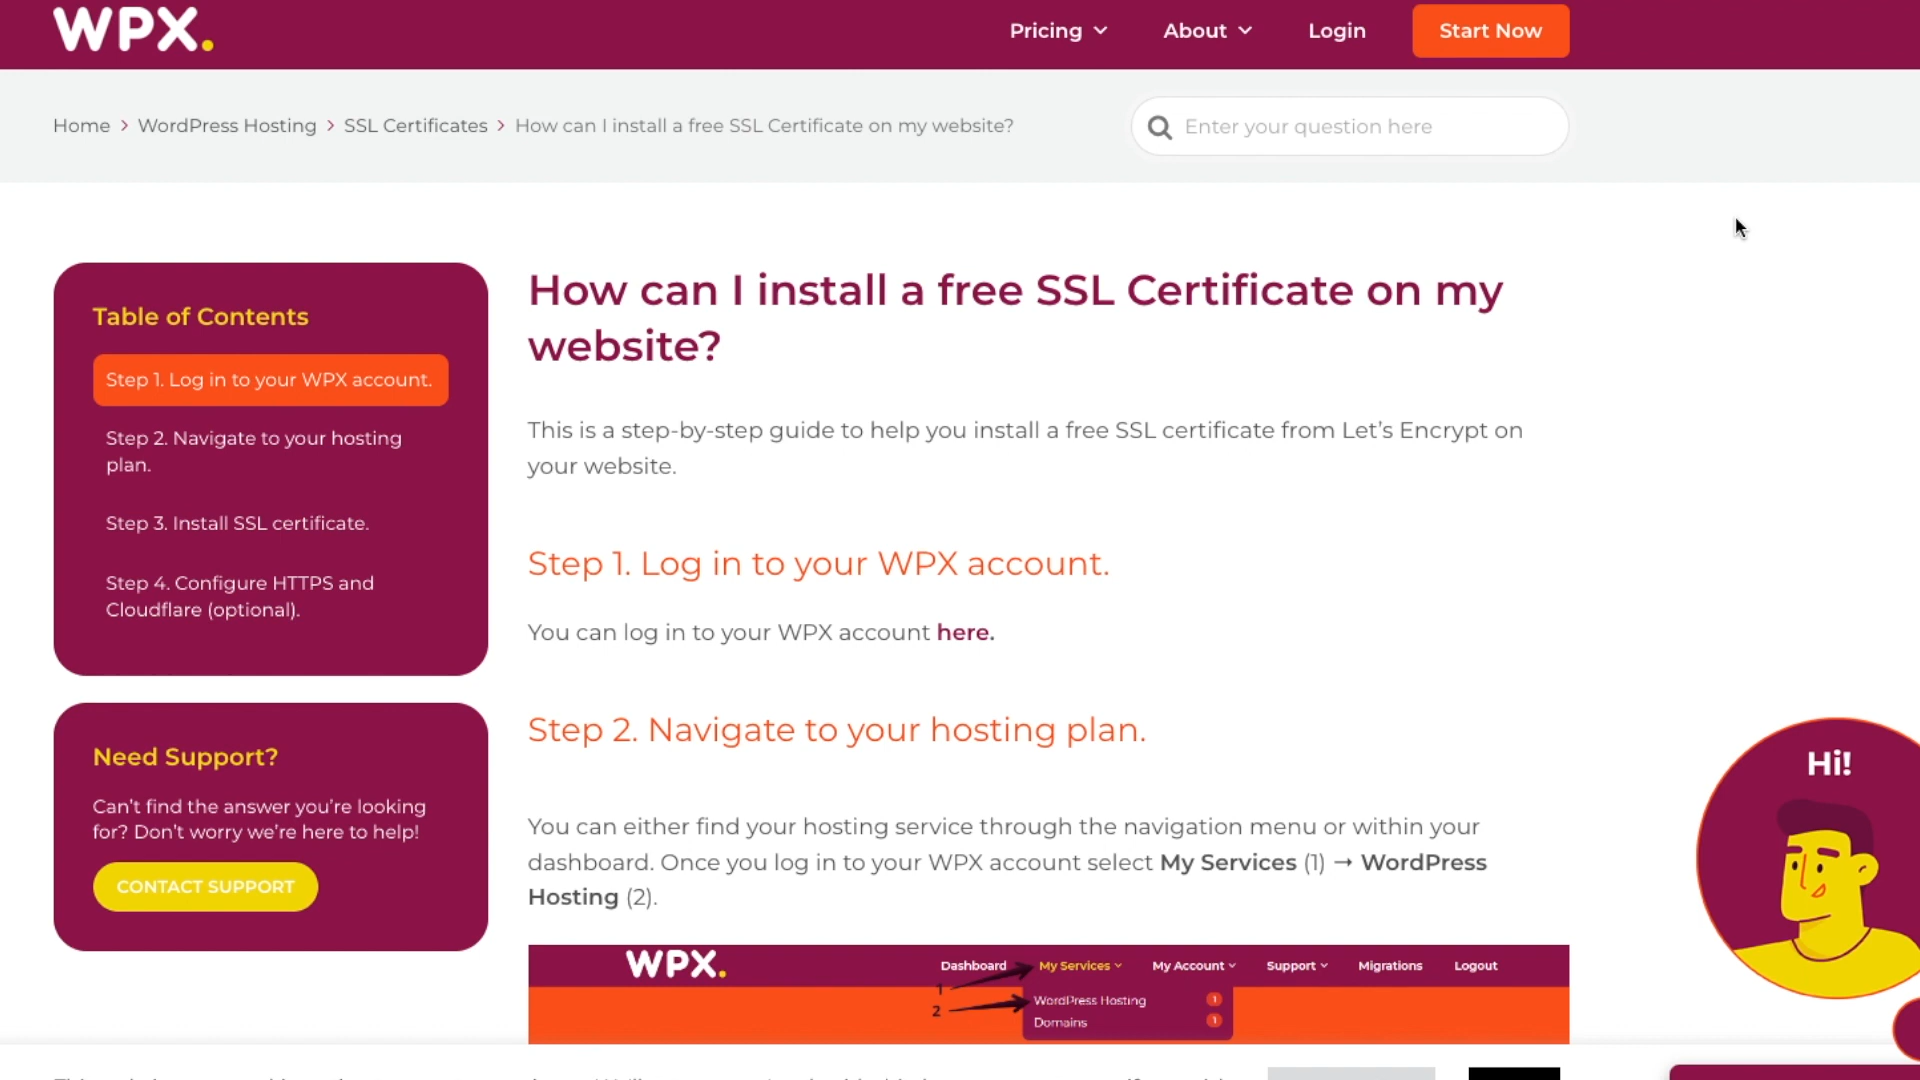 WPX.
Pricing
About
Login
Start Now
Home > WordPress Hosting > SSL Certificates > How can I install a free SSL Certificate on my website?
Enter your question here
Table of Contents
Step 1. Log in to your WPX account.
Step 2. Navigate to your hosting
plan.
Step 3. Install SSL certificate.
Step 4. Configure HTTPS and
Cloudflare (optional).
Need Support?
Can't find the answer you're looking
for? Don't worry we're here to help!
CONTACT SUPPORT
How can I install a free SSL Certificate on my
website?
This is a step-by-step guide to help you install a free SSL certificate from Let's Encrypt on
your website.
Step 1. Log in to your WPX account.
You can log in to your WPX account here.
Step 2. Navigate to your hosting plan.
You can either find your hosting service through the navigation menu or within your
dashboard. Once you log in to your WPX account select My Services (1) → WordPress
Hosting (2).
WPX.
Dashboard
My Services
My Account
Support
Migrations
Logout
1
WordPress Hosting 1
2
Domains 1
Hi!